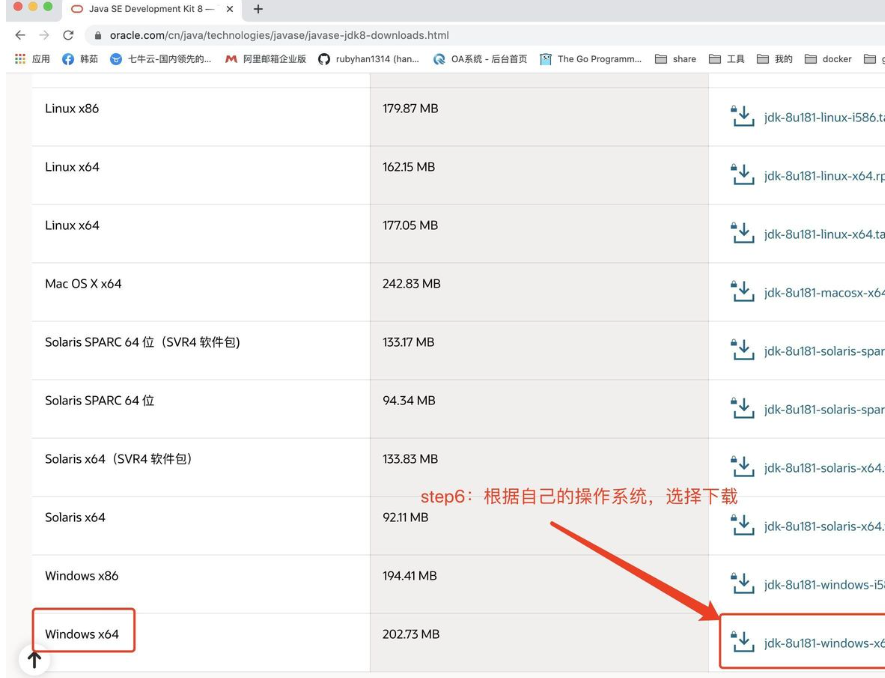 Java SE Development Kit 8 —
oracle.com/cn/java/technologies/javase/javase-jdk8-downloads.html
应用 韩茹 七牛云-国内领先的... 阿里邮箱企业版 rubyhan1314 (han... OA系统 - 后台首页 The Go Programm... share 工具 我的 docker g
Linux x86 179.87 MB jdk-8u181-linux-i586.ta
Linux x64 162.15 MB jdk-8u181-linux-x64.rp
Linux x64 177.05 MB jdk-8u181-linux-x64.ta
Mac OS X x64 242.83 MB jdk-8u181-macosx-x64
Solaris SPARC 64 位（SVR4 软件包) 133.17 MB jdk-8u181-solaris-spar
Solaris SPARC 64 位 94.34 MB jdk-8u181-solaris-spar
Solaris x64（SVR4 软件包） 133.83 MB jdk-8u181-solaris-x64.
step6：根据自己的操作系统，选择下载
Solaris x64 92.11 MB jdk-8u181-solaris-x64.
Windows x86 194.41 MB jdk-8u181-windows-i58
Windows x64 202.73 MB jdk-8u181-windows-x6